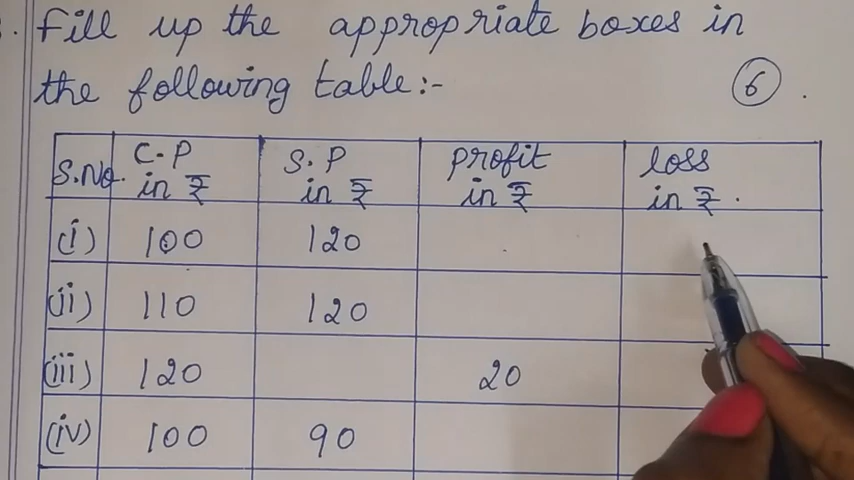 Fill up the appropriate boxes in
the following table:- 6 .
S.No. C.P in ₹ S.P in ₹ profit in ₹ loss in ₹ .
(i) 100 120
(ii) 110 120
(iii) 120 20
(iv) 100 90